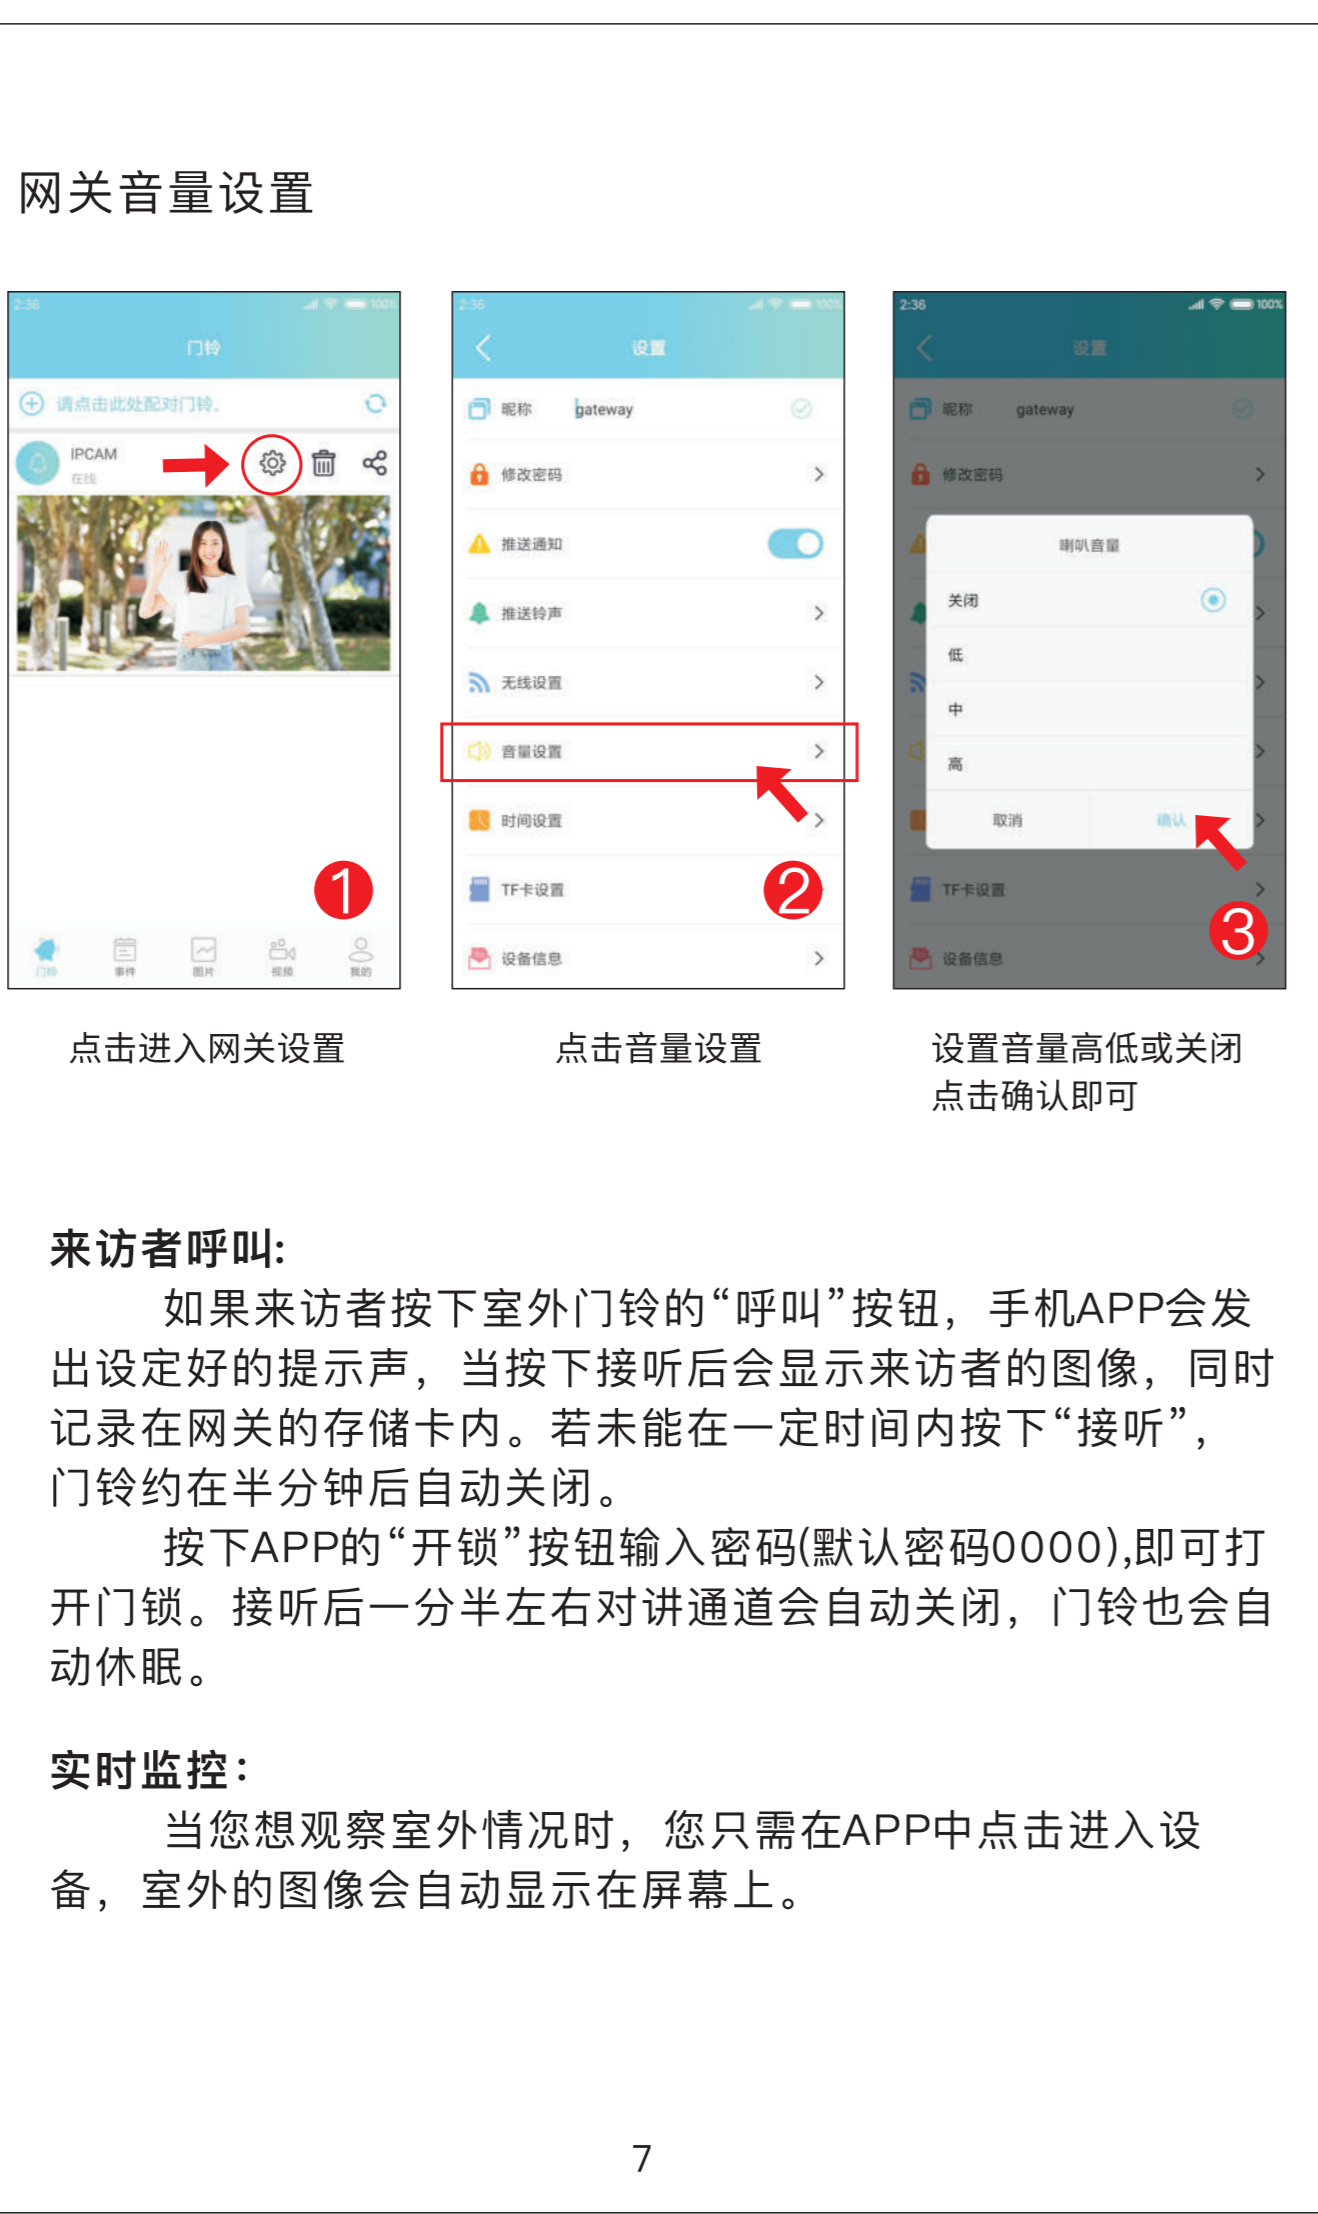 网关音量设置
2:36
100%
门铃
请点击此处配对门铃.
IPCAM
在线
1
门铃
事件
图片
视频
我的
点击进入网关设置
2:36
100%
设置
昵称 gateway
修改密码
推送通知
推送铃声
无线设置
音量设置
时间设置
TF卡设置
设备信息
2
点击音量设置
2:36
100%
设置
昵称 gateway
修改密码
喇叭音量
关闭
低
中
高
取消 确认
TF卡设置
设备信息
3
设置音量高低或关闭
点击确认即可
来访者呼叫:
如果来访者按下室外门铃的“呼叫”按钮，手机APP会发
出设定好的提示声，当按下接听后会显示来访者的图像，同时
记录在网关的存储卡内。若未能在一定时间内按下“接听”，
门铃约在半分钟后自动关闭。
按下APP的“开锁”按钮输入密码(默认密码0000),即可打
开门锁。接听后一分半左右对讲通道会自动关闭，门铃也会自
动休眠。
实时监控：
当您想观察室外情况时，您只需在APP中点击进入设
备，室外的图像会自动显示在屏幕上。
7